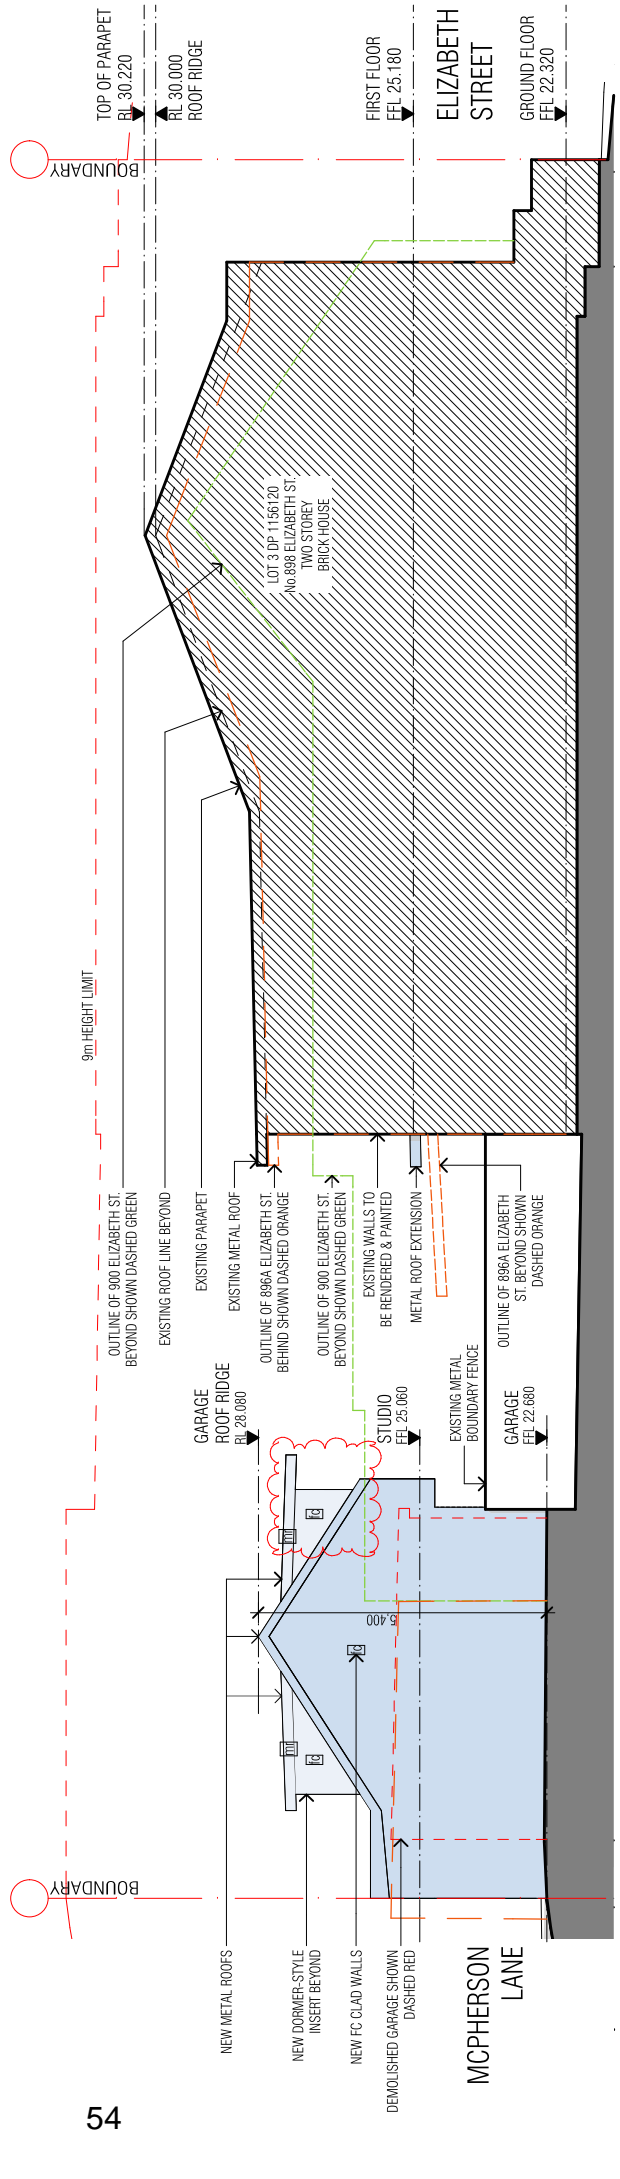 TOP OF PARAPET
RL 30.220
RL 30.000
ROOF RIDGE
FIRST FLOOR
FFL 25.180
ELIZABETH
STREET
GROUND FLOOR
FFL 22.320
BOUNDARY
LOT 3 DP 1156120
No.898 ELIZABETH ST.
TWO STOREY
BRICK HOUSE
9m HEIGHT LIMIT
OUTLINE OF 900 ELIZABETH ST.
BEYOND SHOWN DASHED GREEN
EXISTING ROOF LINE BEYOND
EXISTING PARAPET
EXISTING METAL ROOF
OUTLINE OF 896A ELIZABETH ST.
BEHIND SHOWN DASHED ORANGE
OUTLINE OF 900 ELIZABETH ST.
BEYOND SHOWN DASHED GREEN
EXISTING WALLS TO
BE RENDERED & PAINTED
METAL ROOF EXTENSION
OUTLINE OF 896A ELIZABETH
ST. BEYOND SHOWN
DASHED ORANGE
GARAGE
ROOF RIDGE
RL 28.080
STUDIO
FFL 25.060
EXISTING METAL
BOUNDARY FENCE
GARAGE
FFL 22.680
mr
fc
5,400
fc
mr
fc
BOUNDARY
NEW METAL ROOFS
NEW DORMER-STYLE
INSERT BEYOND
NEW FC CLAD WALLS
DEMOLISHED GARAGE SHOWN
DASHED RED
MCPHERSON
LANE
54